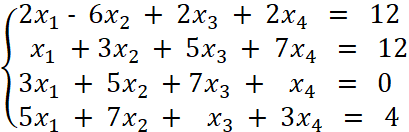 2x₁ - 6x₂ + 2x₃ + 2x₄ = 12
x₁ + 3x₂ + 5x₃ + 7x₄ = 12
3x₁ + 5x₂ + 7x₃ + x₄ = 0
5x₁ + 7x₂ + x₃ + 3x₄ = 4